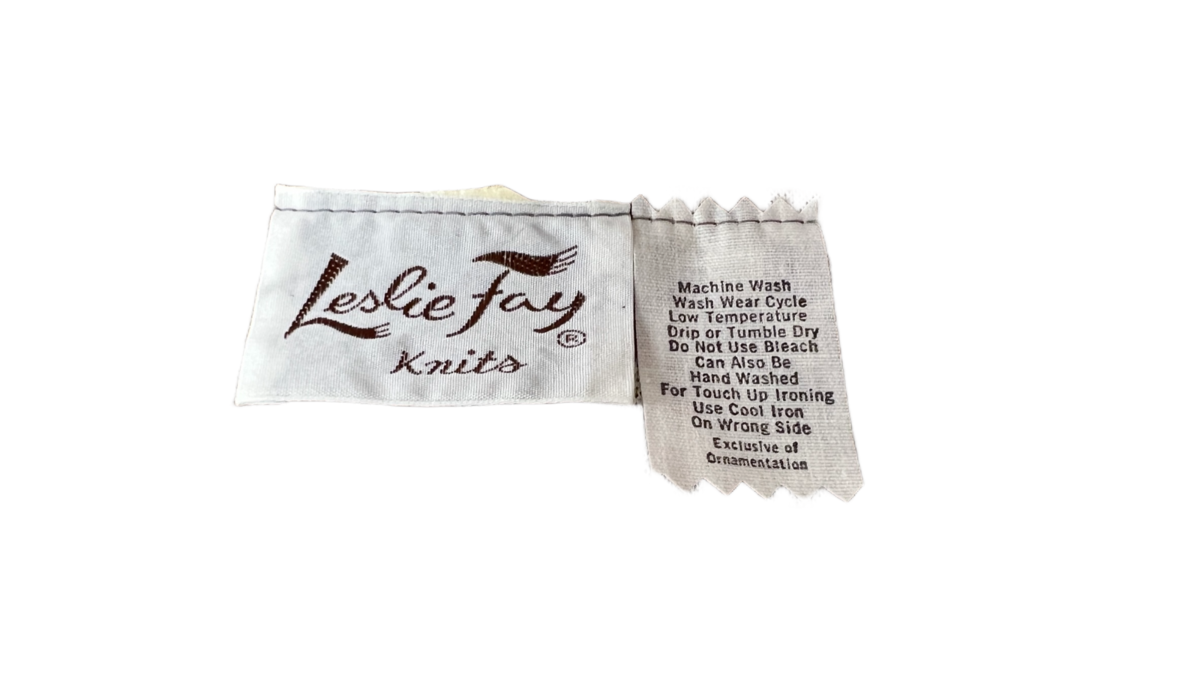 Leslie Fay ®
Knits
Machine Wash
Wash Wear Cycle
Low Temperature
Drip or Tumble Dry
Do Not Use Bleach
Can Also Be
Hand Washed
For Touch Up Ironing
Use Cool Iron
On Wrong Side
Exclusive of
Ornamentation